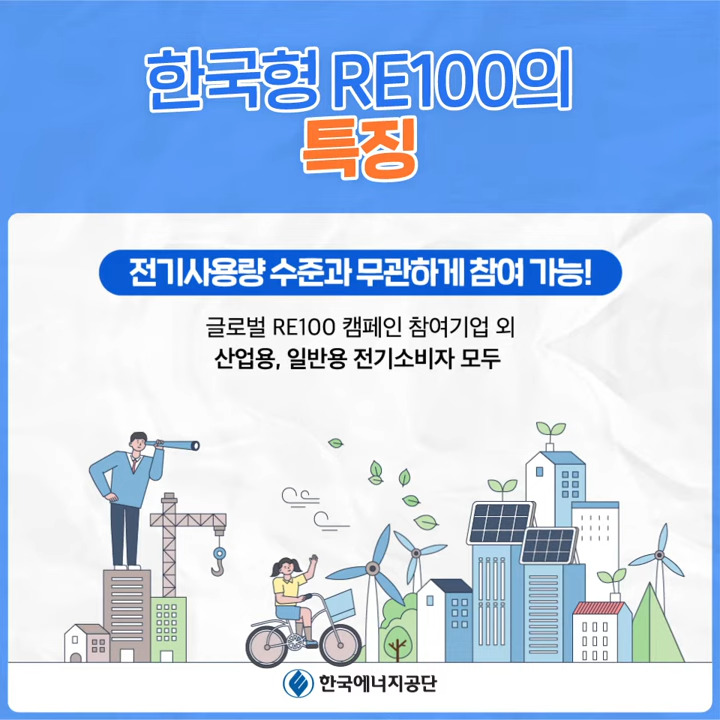 한국형 RE100의
특징
전기사용량 수준과 무관하게 참여 가능!
글로벌 RE100 캠페인 참여기업 외
산업용, 일반용 전기소비자 모두
한국에너지공단